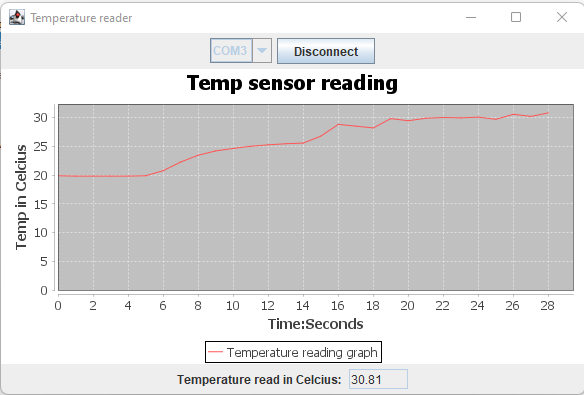 Temperature reader
COM3 Disconnect
Temp sensor reading
Temp in Celcius
30
25
20
15
10
5
0
0 2 4 6 8 10 12 14 16 18 20 22 24 26 28
Time:Seconds
Temperature reading graph
Temperature read in Celcius: 30.81